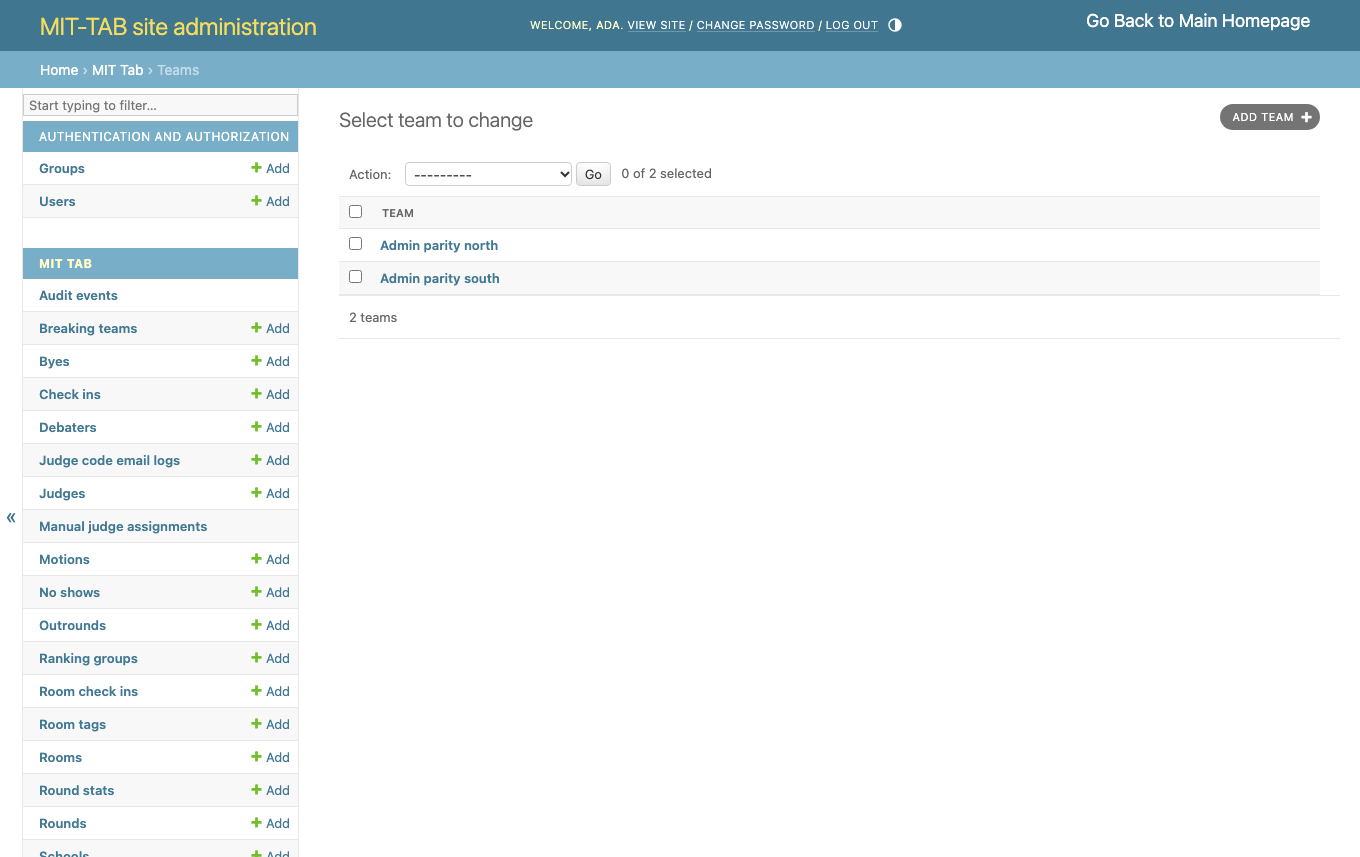 MIT-TAB site administration
WELCOME, ADA. VIEW SITE / CHANGE PASSWORD / LOG OUT
Go Back to Main Homepage
Home › MIT Tab › Teams
Start typing to filter...
AUTHENTICATION AND AUTHORIZATION
Groups + Add
Users + Add
MIT TAB
Audit events
Breaking teams + Add
Byes + Add
Check ins + Add
Debaters + Add
Judge code email logs + Add
Judges + Add
Manual judge assignments
Motions + Add
No shows + Add
Outrounds + Add
Ranking groups + Add
Room check ins + Add
Room tags + Add
Rooms + Add
Round stats + Add
Rounds + Add
Schools + Add
«
Select team to change
ADD TEAM +
Action: --------- Go 0 of 2 selected
TEAM
Admin parity north
Admin parity south
2 teams